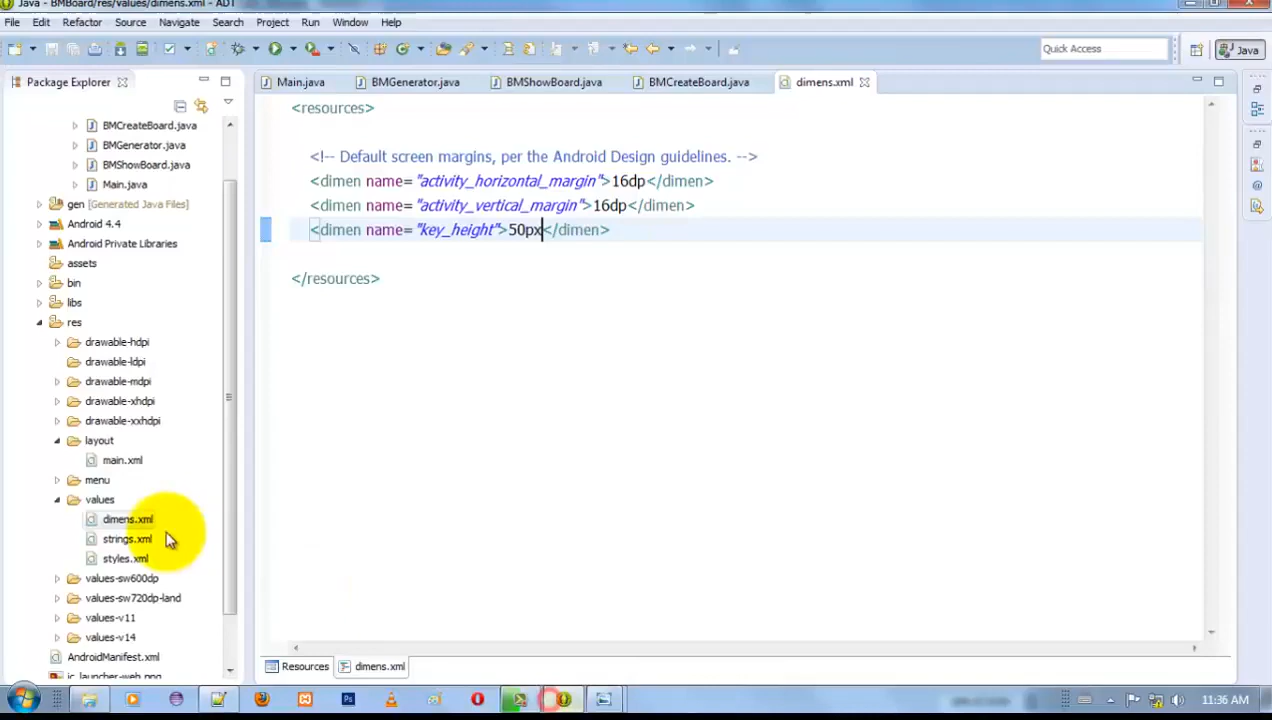 Java - BMBoard/res/values/dimens.xml - ADT
File Edit Refactor Source Navigate Search Project Run Window Help
Quick Access
Java
Package Explorer
Main.java
BMGenerator.java
BMShowBoard.java
BMCreateBoard.java
dimens.xml
BMCreateBoard.java
BMGenerator.java
BMShowBoard.java
Main.java
gen [Generated Java Files]
Android 4.4
Android Private Libraries
assets
bin
libs
res
drawable-hdpi
drawable-ldpi
drawable-mdpi
drawable-xhdpi
drawable-xxhdpi
layout
main.xml
menu
values
dimens.xml
strings.xml
styles.xml
values-sw600dp
values-sw720dp-land
values-v11
values-v14
AndroidManifest.xml
ic_launcher-web.png
<resources>
<!-- Default screen margins, per the Android Design guidelines. -->
<dimen name="activity_horizontal_margin">16dp</dimen>
<dimen name="activity_vertical_margin">16dp</dimen>
<dimen name="key_height">50px</dimen>
</resources>
Resources
dimens.xml
11:36 AM